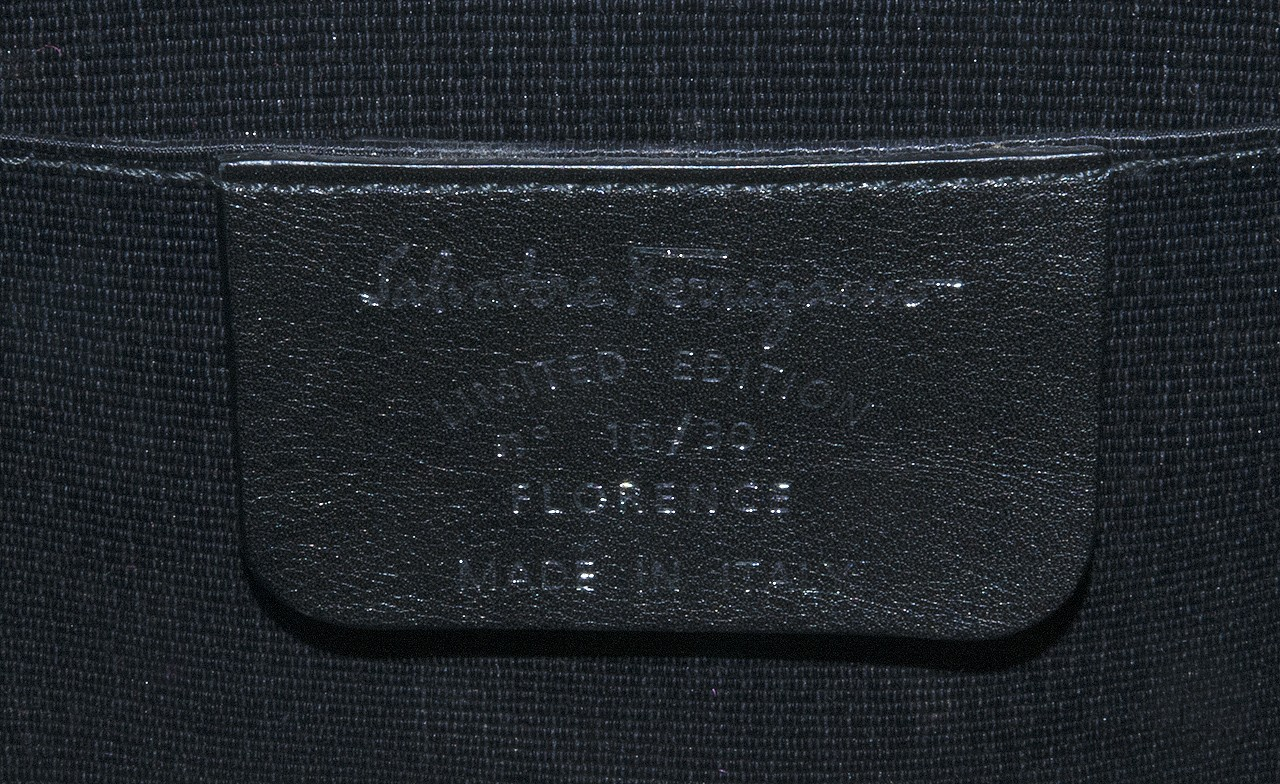 Salvatore Ferragamo
LIMITED EDITION
n° 16/30
FLORENCE
MADE IN ITALY